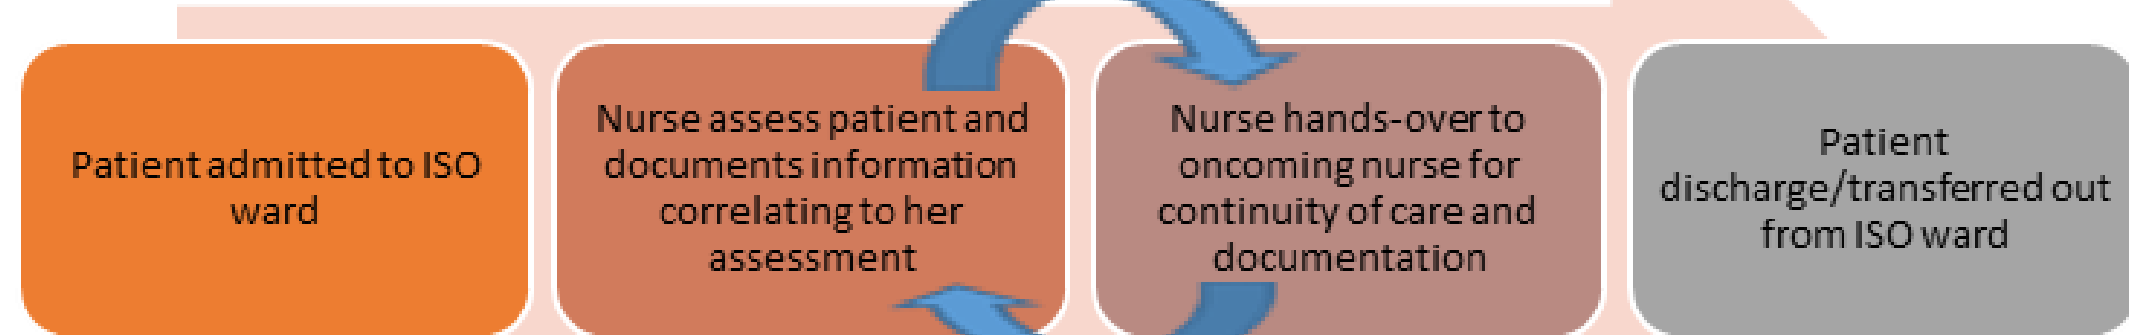 Patient admitted to ISO
ward
Nurse assess patient and
documents information
correlating to her
assessment
Nurse hands-over to
oncoming nurse for
continuity of care and
documentation
Patient
discharge/transferred out
from ISO ward